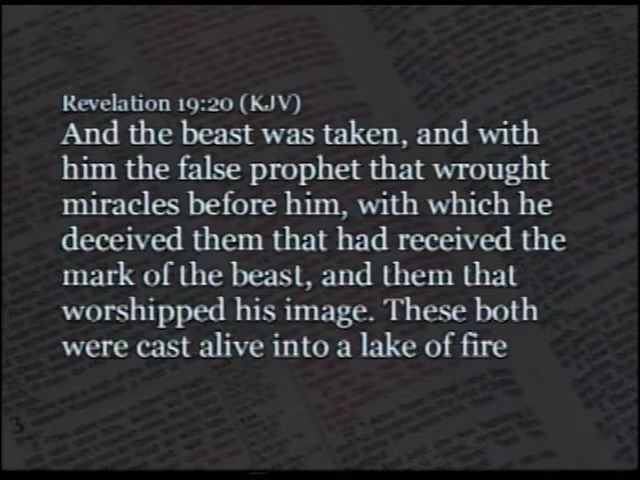 Revelation 19:20 (KJV)
And the beast was taken, and with
him the false prophet that wrought
miracles before him, with which he
deceived them that had received the
mark of the beast, and them that
worshipped his image. These both
were cast alive into a lake of fire
3